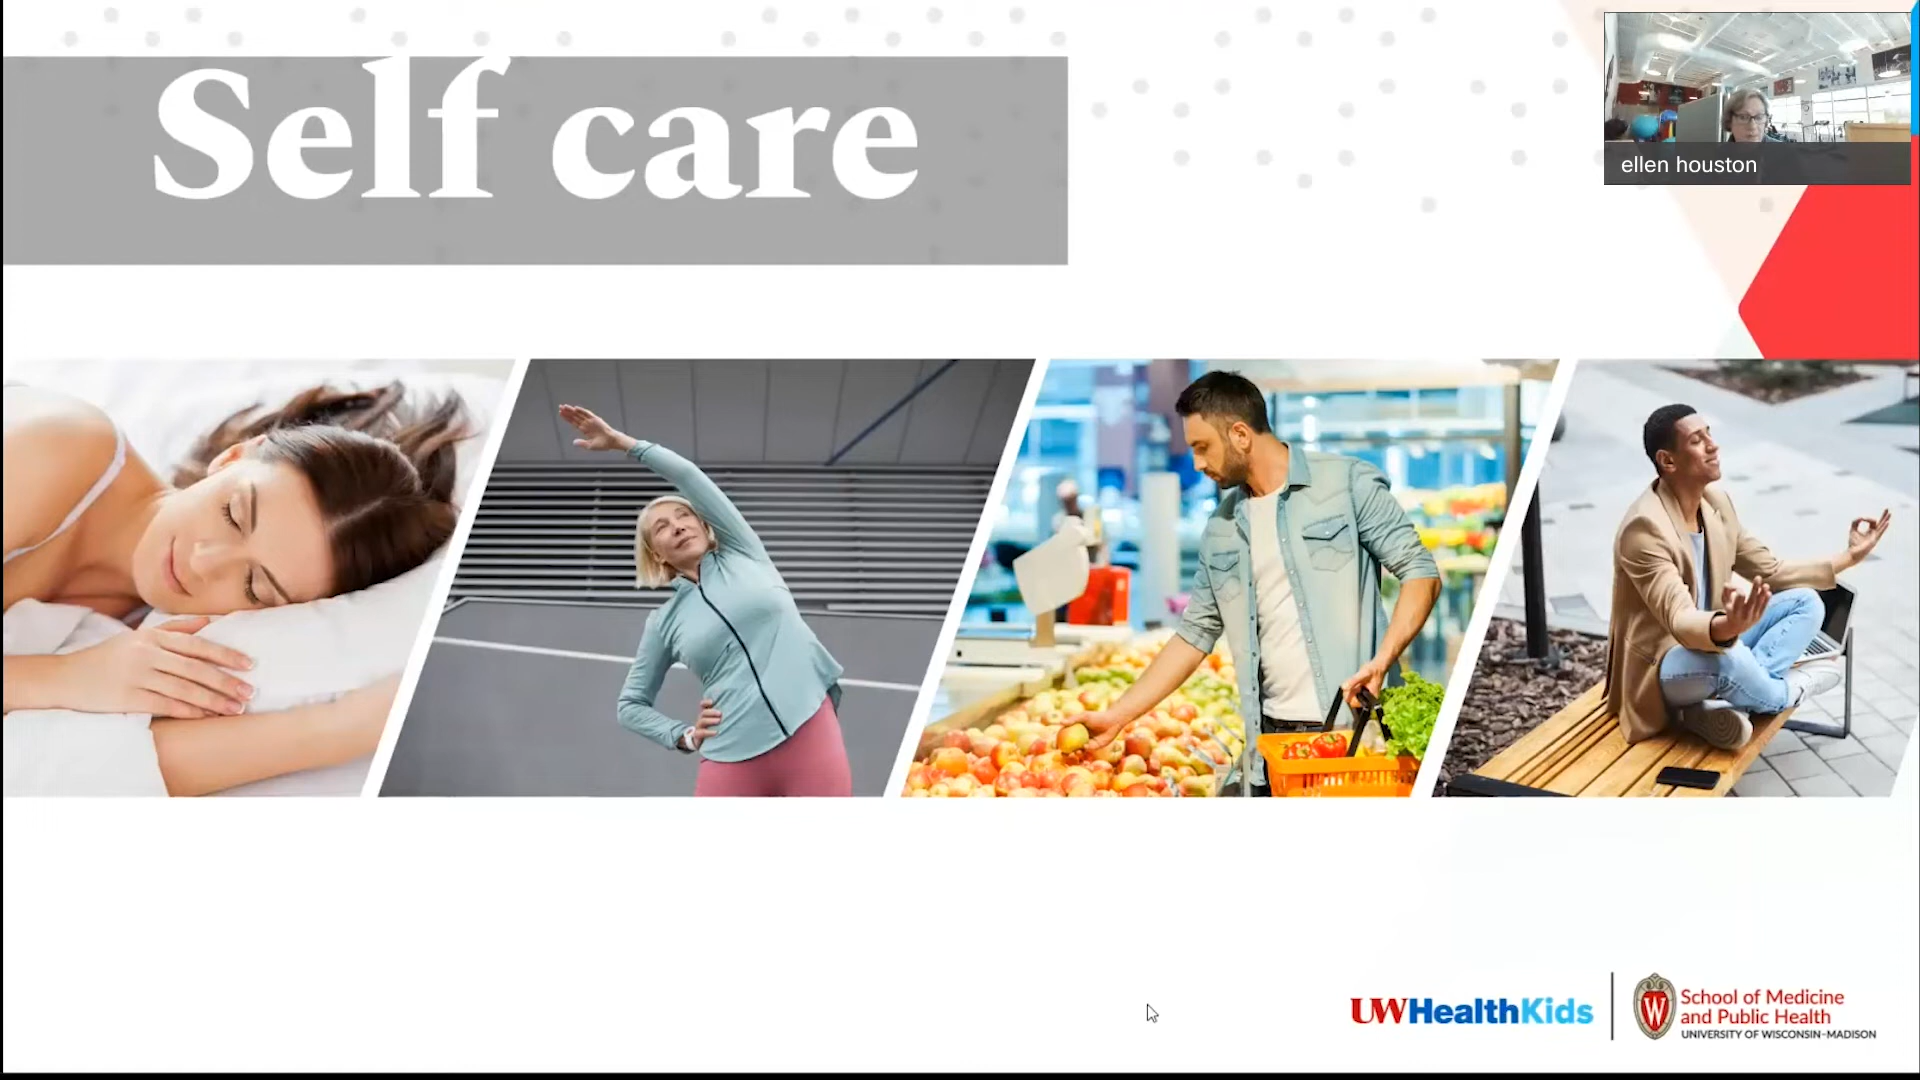 Self care
ellen houston
UWHealthKids
School of Medicine
and Public Health
UNIVERSITY OF WISCONSIN-MADISON
W